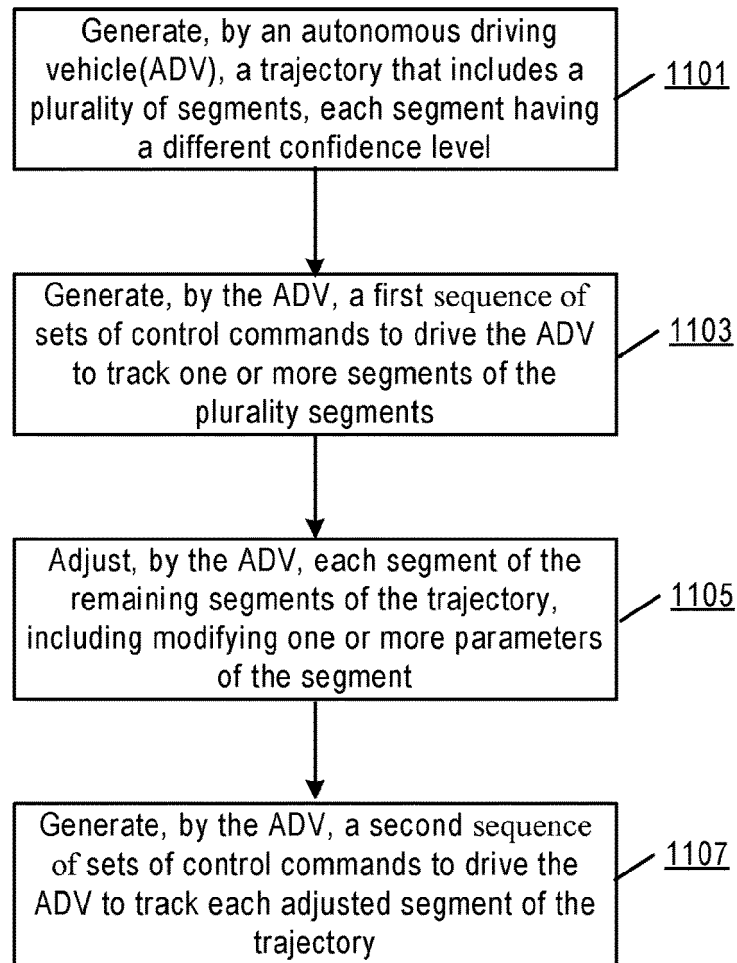 Generate, by an autonomous driving
vehicle(ADV), a trajectory that includes a
plurality of segments, each segment having
a different confidence level
1101
Generate, by the ADV, a first sequence of
sets of control commands to drive the ADV
to track one or more segments of the
plurality segments
1103
Adjust, by the ADV, each segment of the
remaining segments of the trajectory,
including modifying one or more parameters
of the segment
1105
Generate, by the ADV, a second sequence
of sets of control commands to drive the
ADV to track each adjusted segment of the
trajectory
1107